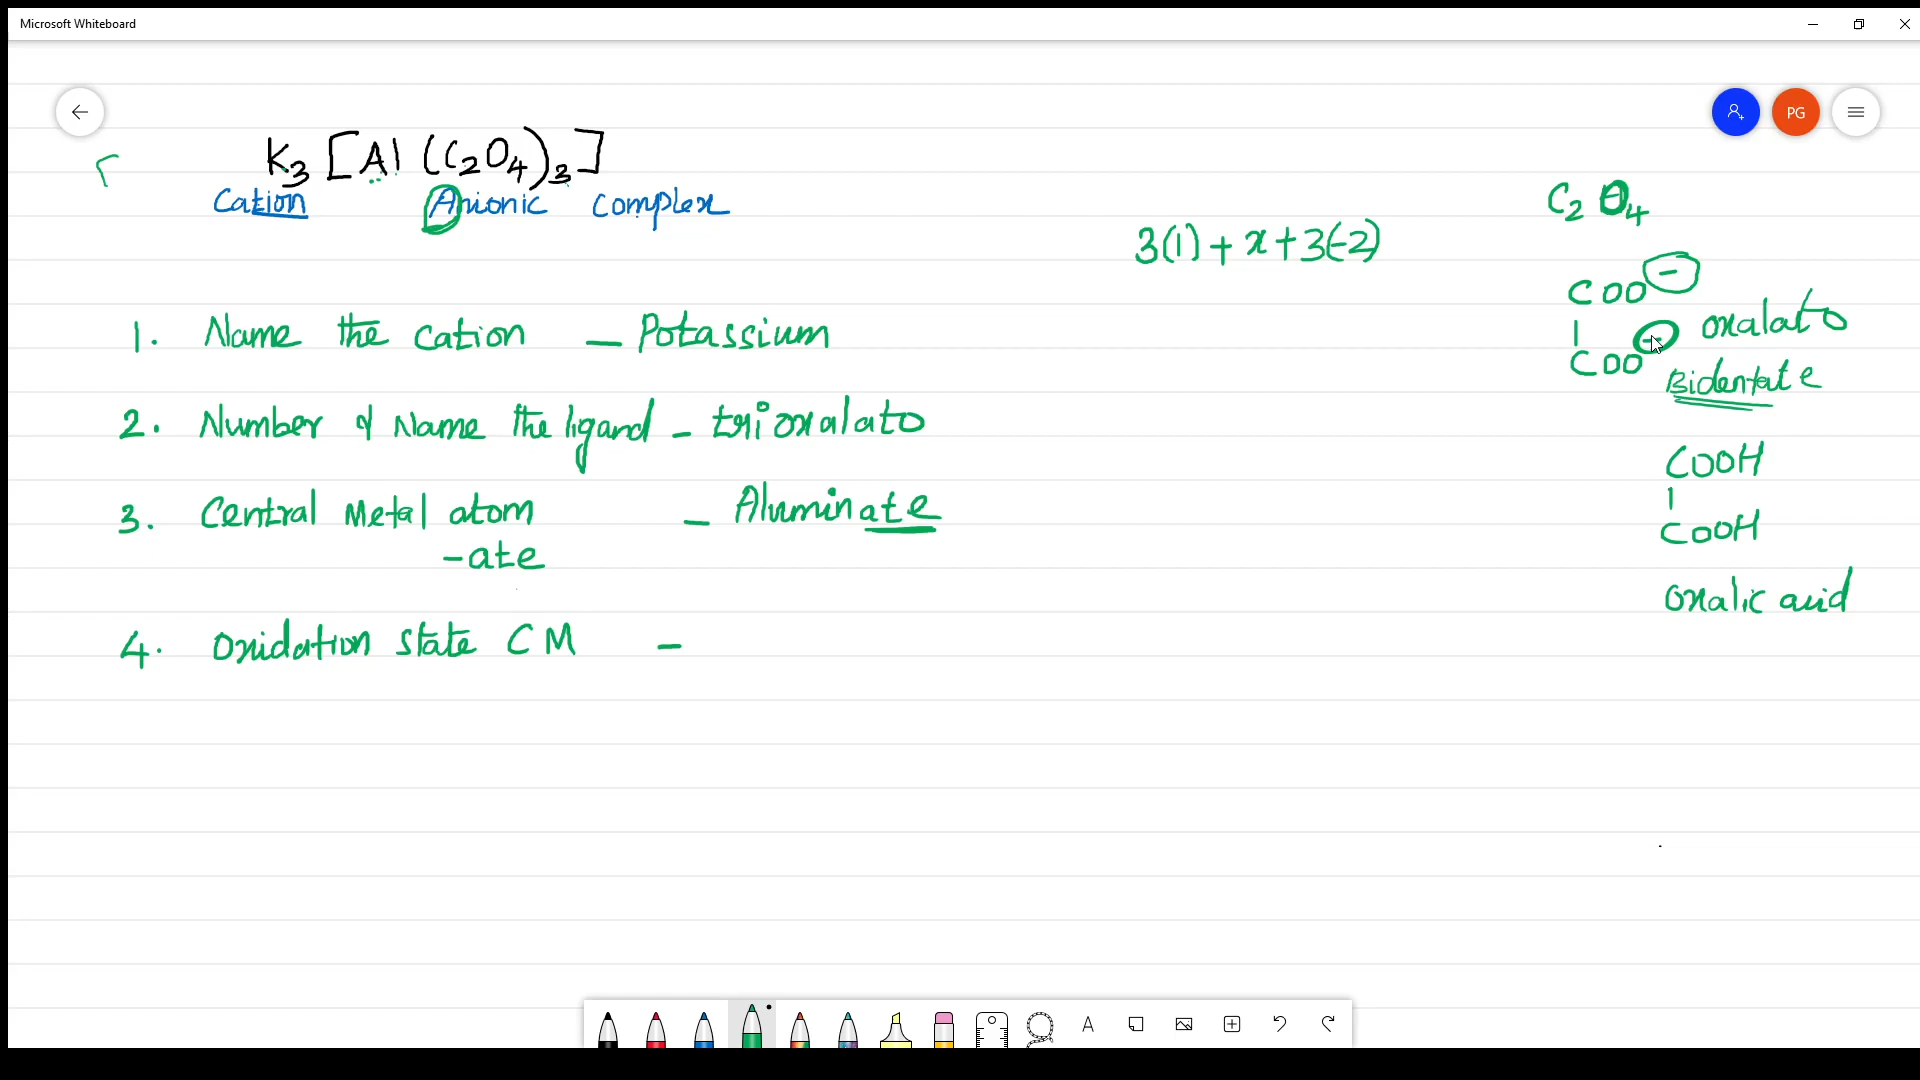 Microsoft Whiteboard
PG
K₃ [Al (C₂O₄)₃]
Cation Anionic complex
3(1) + x + 3(-2)
1. Name the cation - Potassium
2. Number & Name the ligand - trioxalato
3. Central Metal atom - Aluminate
-ate
4. Oxidation state CM -
C₂O₄
COO⁻
|
COO⁻
oxalato
Bidentate
COOH
|
COOH
Oxalic acid
A